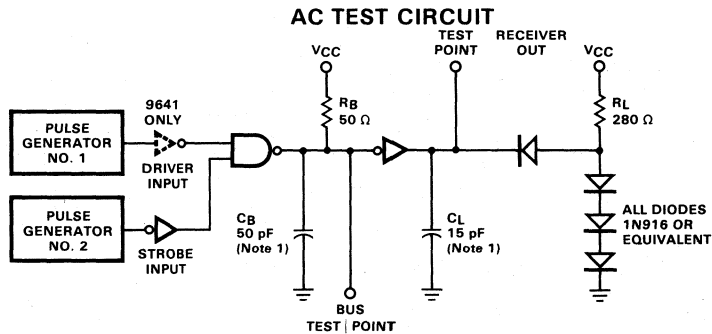 AC TEST CIRCUIT
TEST
POINT
RECEIVER
OUT
VCC
VCC
9641
ONLY
RB
50 Ω
RL
280 Ω
PULSE
GENERATOR
NO. 1
DRIVER
INPUT
PULSE
GENERATOR
NO. 2
STROBE
INPUT
CB
50 pF
(Note 1)
CL
15 pF
(Note 1)
ALL DIODES
1N916 OR
EQUIVALENT
BUS
TEST POINT